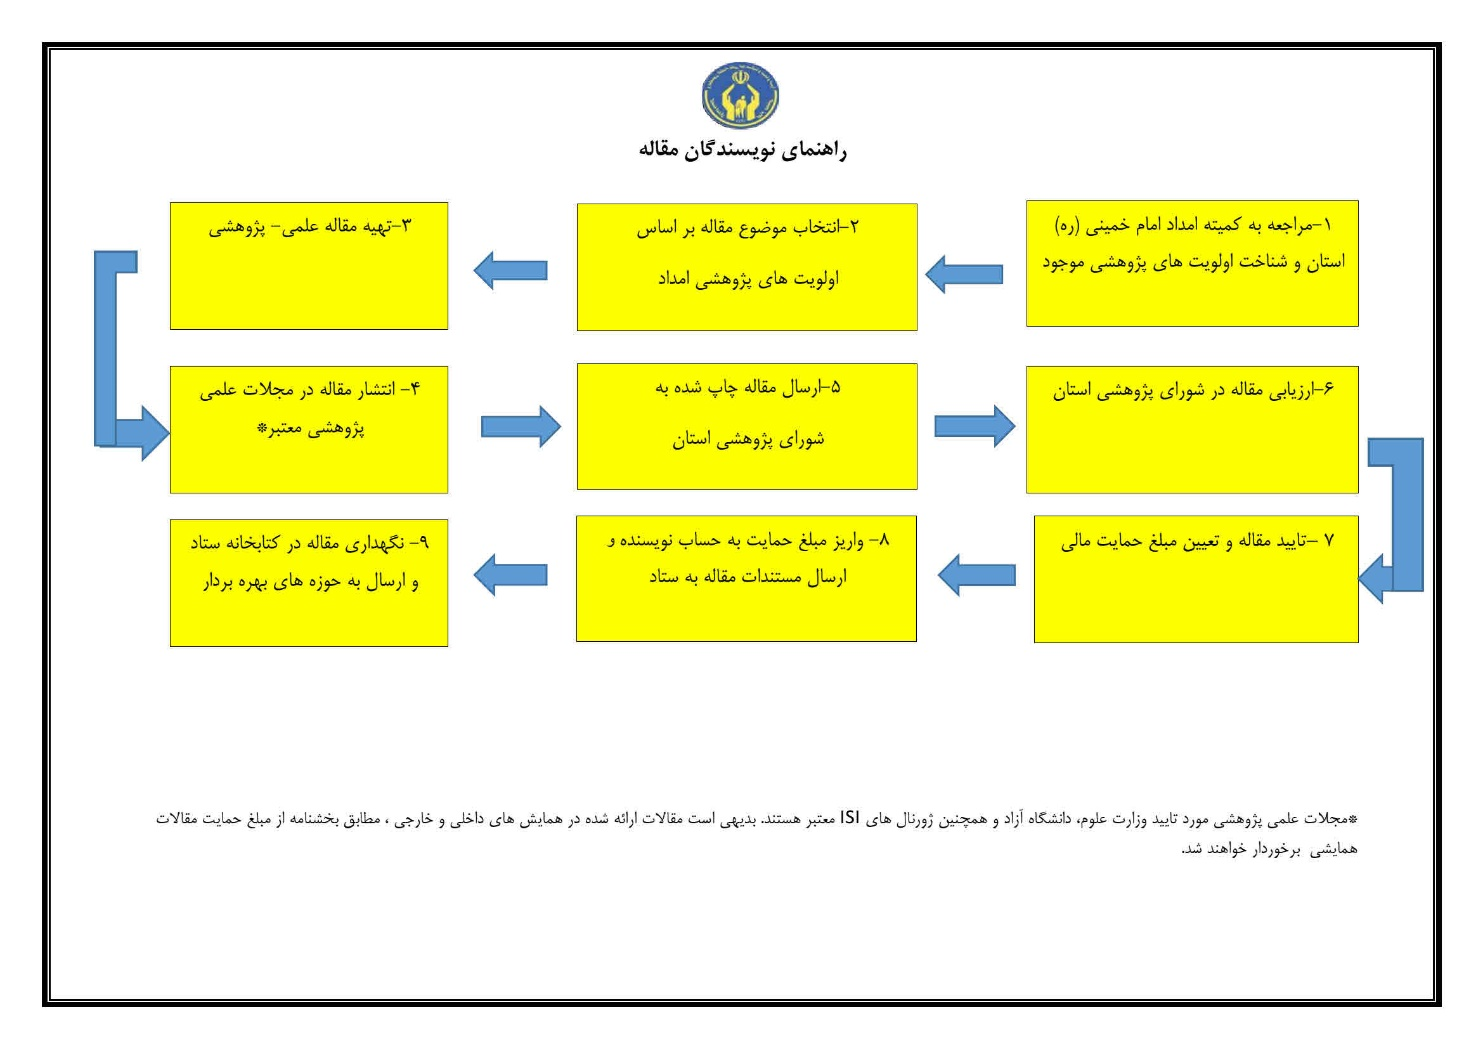 راهنمای نویسندگان مقاله
۱–مراجعه به کمیته امداد امام خمینی (ره)
استان و شناخت اولویت های پژوهشی موجود
۲–انتخاب موضوع مقاله بر اساس
اولویت های پژوهشی امداد
۳–تهیه مقاله علمی– پژوهشی
۴– انتشار مقاله در مجلات علمی
پژوهشی معتبر*
۵–ارسال مقاله چاپ شده به
شورای پژوهشی استان
۶–ارزیابی مقاله در شورای پژوهشی استان
۷ –تایید مقاله و تعیین مبلغ حمایت مالی
۸– واریز مبلغ حمایت به حساب نویسنده و
ارسال مستندات مقاله به ستاد
۹– نگهداری مقاله در کتابخانه ستاد
و ارسال به حوزه های بهره بردار
*مجلات علمی پژوهشی مورد تایید وزارت علوم، دانشگاه آزاد و همچنین ژورنال های ISI معتبر هستند. بدیهی است مقالات ارائه شده در همایش های داخلی و خارجی ، مطابق بخشنامه از مبلغ حمایت مقالات
همایشی برخوردار خواهند شد.